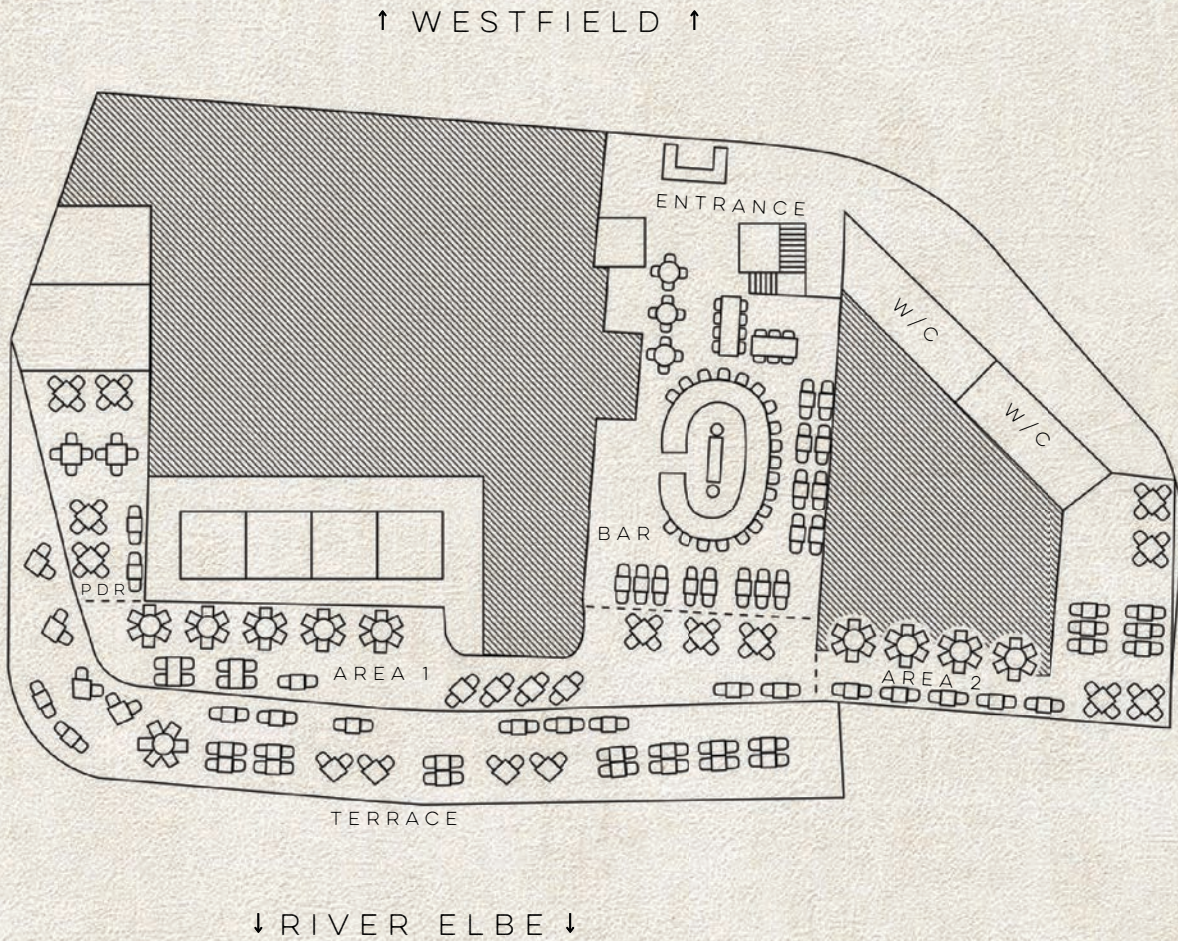 ↑ WESTFIELD ↑
ENTRANCE
W/C
W/C
BAR
PDR
AREA 1
AREA 2
TERRACE
↓ RIVER ELBE ↓